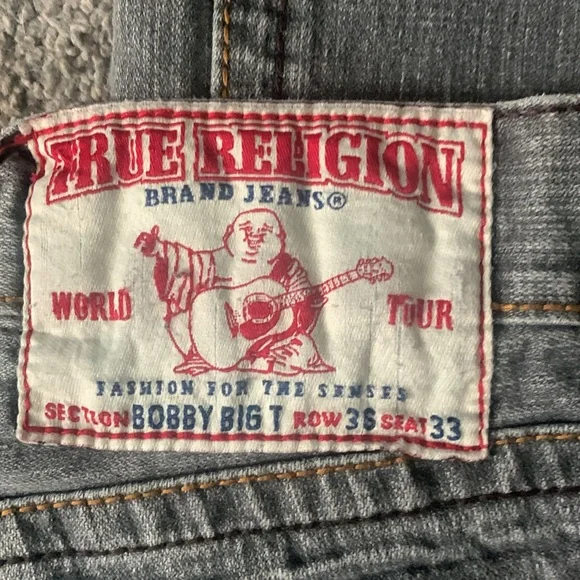 TRUE RELIGION
BRAND JEANS®
WORLD TOUR
FASHION FOR THE SENSES
SECTION BOBBY BIG T ROW 36 SEAT 33